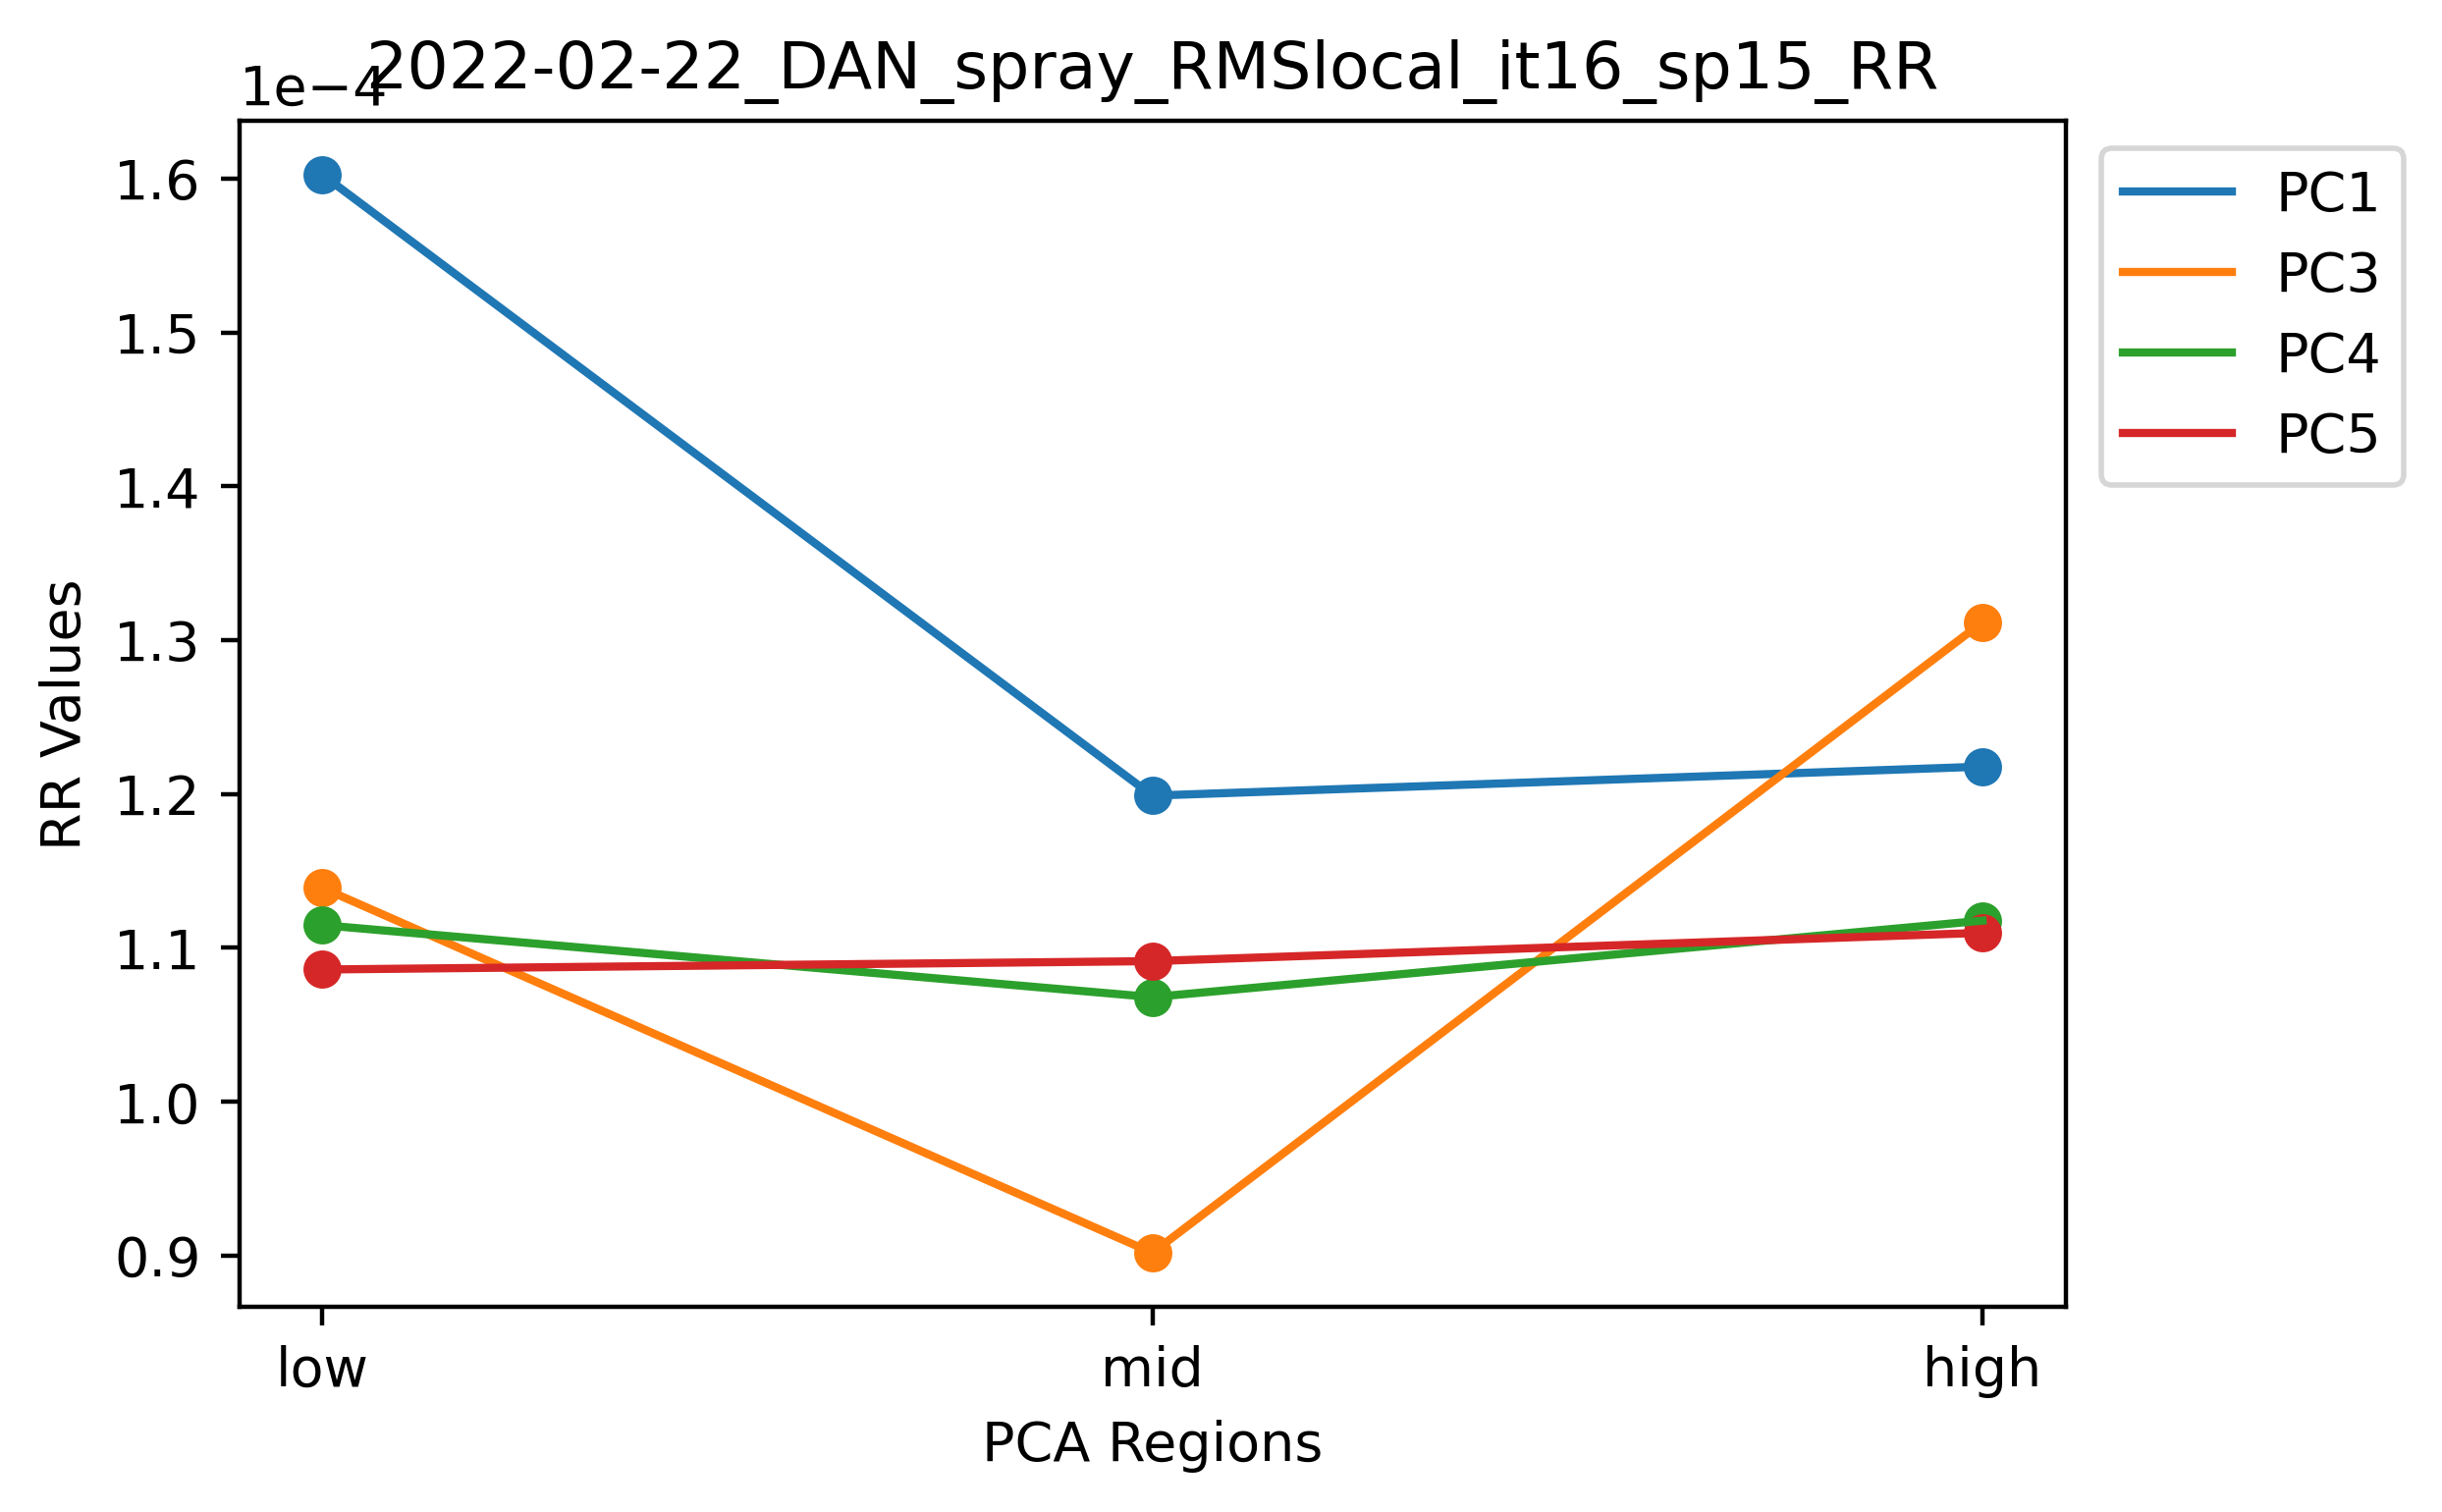 2022-02-22_DAN_spray_RMSlocal_it16_sp15_RR
1e−4
1.6
1.5
1.4
1.3
1.2
1.1
1.0
0.9
RR Values
low
mid
high
PCA Regions
PC1
PC3
PC4
PC5